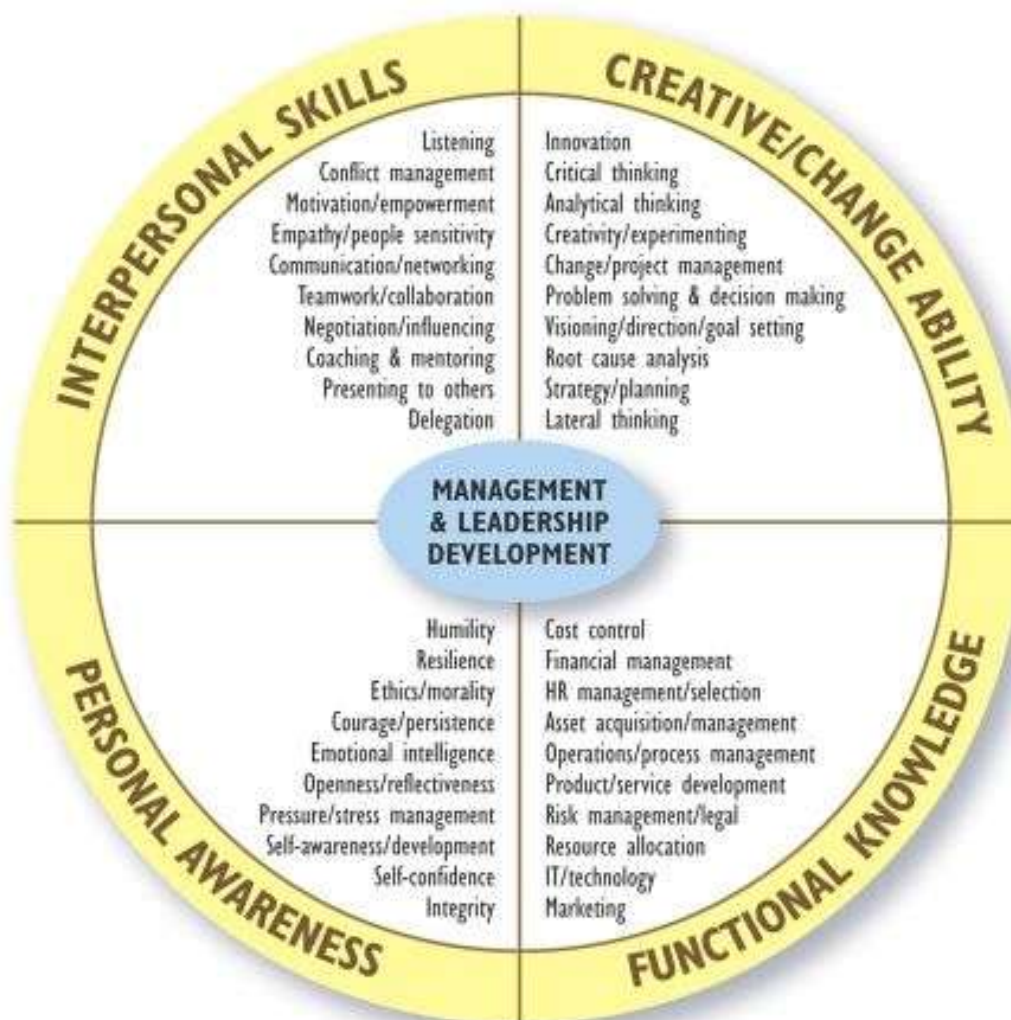 INTERPERSONAL SKILLS
Listening
Conflict management
Motivation/empowerment
Empathy/people sensitivity
Communication/networking
Teamwork/collaboration
Negotiation/influencing
Coaching & mentoring
Presenting to others
Delegation
CREATIVE/CHANGE ABILITY
Innovation
Critical thinking
Analytical thinking
Creativity/experimenting
Change/project management
Problem solving & decision making
Visioning/direction/goal setting
Root cause analysis
Strategy/planning
Lateral thinking
MANAGEMENT
& LEADERSHIP
DEVELOPMENT
PERSONAL AWARENESS
Humility
Resilience
Ethics/morality
Courage/persistence
Emotional intelligence
Openness/reflectiveness
Pressure/stress management
Self-awareness/development
Self-confidence
Integrity
FUNCTIONAL KNOWLEDGE
Cost control
Financial management
HR management/selection
Asset acquisition/management
Operations/process management
Product/service development
Risk management/legal
Resource allocation
IT/technology
Marketing